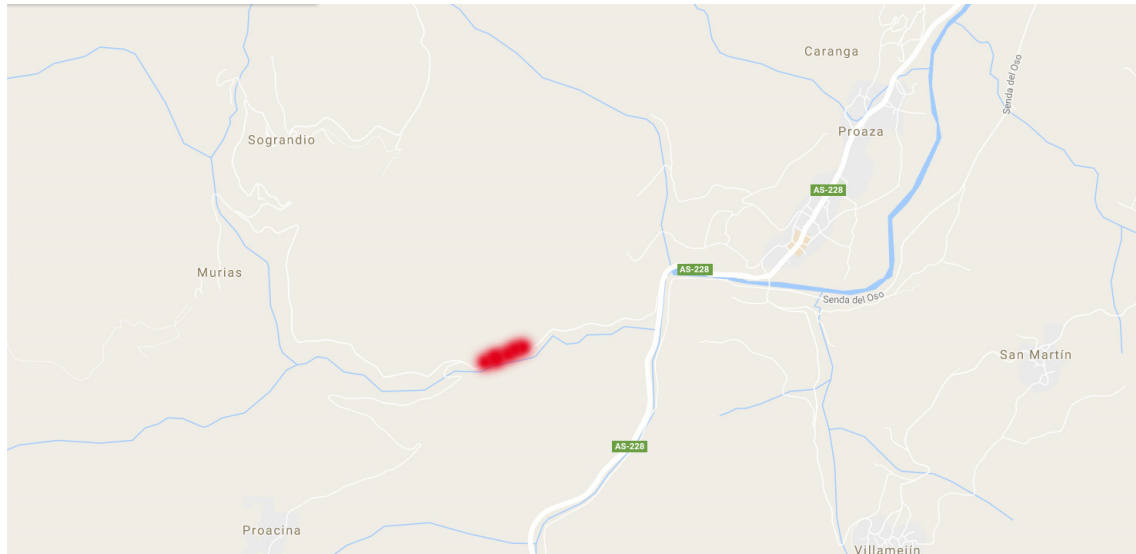 Caranga
Senda del Oso
Proaza
Sograndio
AS-228
Murias
AS-228
Senda del Oso
San Martín
AS-228
Proacina
Villamejín